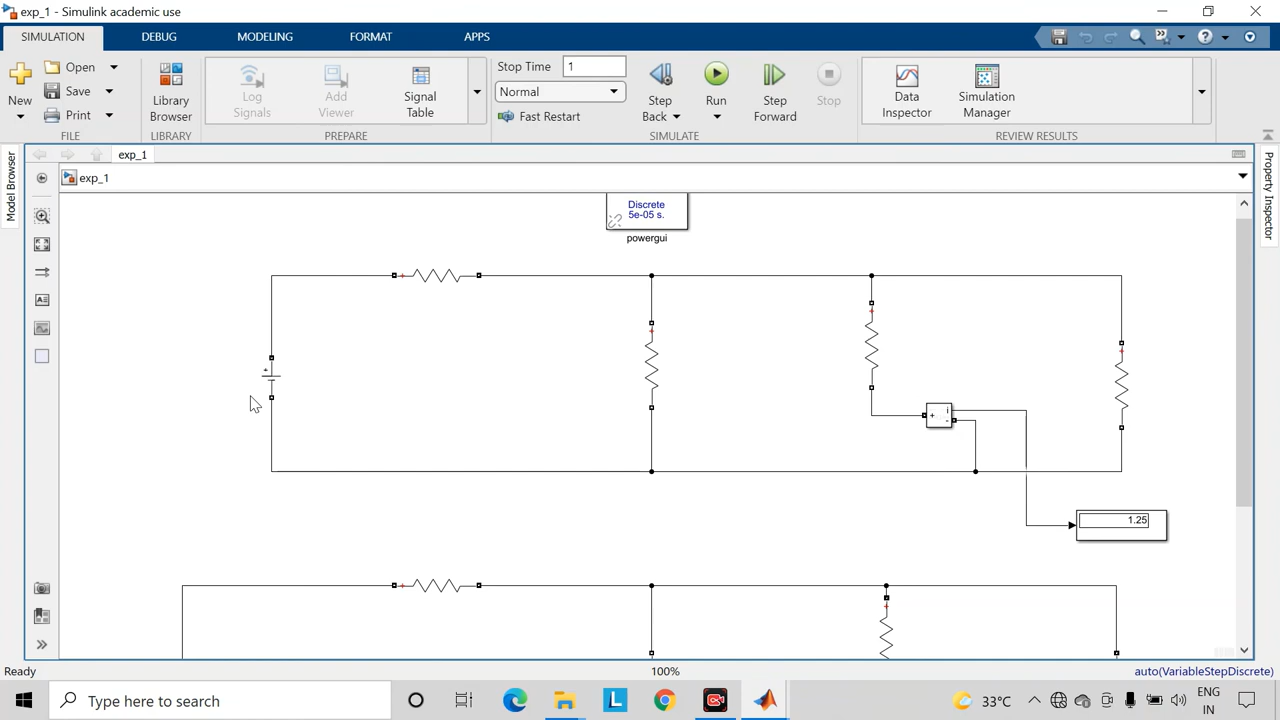 exp_1 - Simulink academic use
SIMULATION DEBUG MODELING FORMAT APPS
New
Open
Save
Print
FILE
Library Browser
LIBRARY
Log Signals
Add Viewer
Signal Table
PREPARE
Stop Time 1
Normal
Fast Restart
Step Back
Run
Step Forward
Stop
SIMULATE
Data Inspector
Simulation Manager
REVIEW RESULTS
Model Browser
exp_1
exp_1
Property Inspector
Discrete
5e-05 s.
powergui
+
+
+
+
+
+ i
-
1.25
+
+
Ready 100% auto(VariableStepDiscrete)
Type here to search
L
33°C
ENG
IN